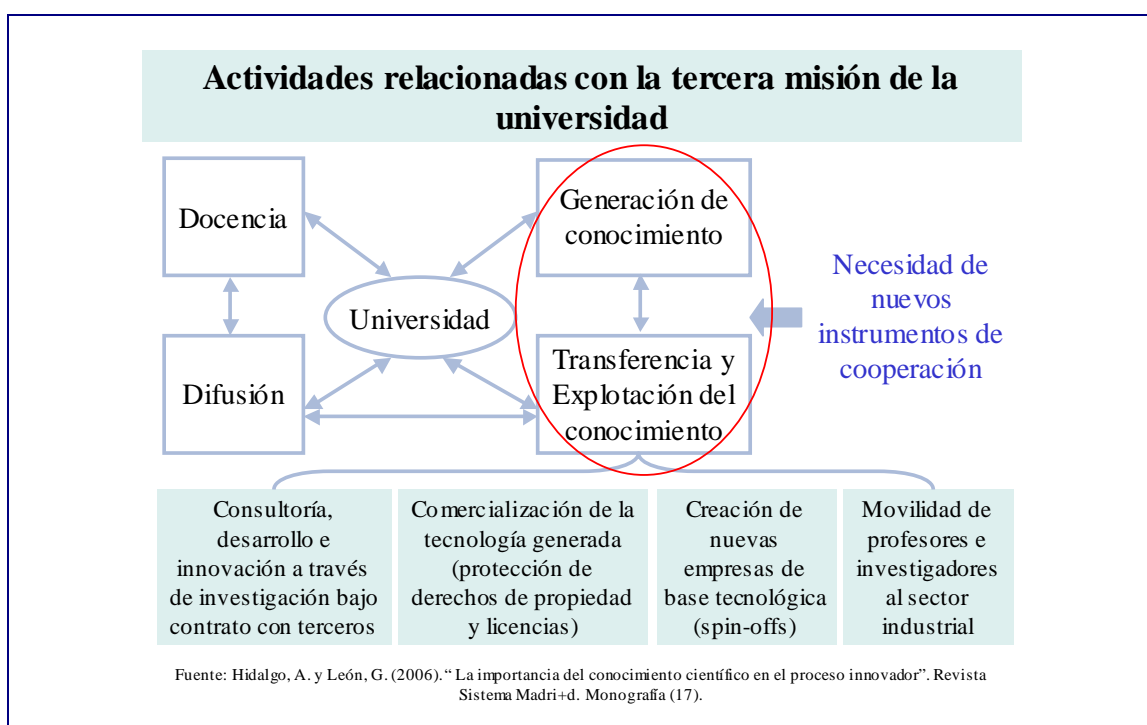 Actividades relacionadas con la tercera misión de la
universidad
Docencia
Generación de
conocimiento
Universidad
Necesidad de
nuevos
instrumentos de
cooperación
Difusión
Transferencia y
Explotación del
conocimiento
Consultoría,
desarrollo e
innovación a través
de investigación bajo
contrato con terceros
Comercialización de la
tecnología generada
(protección de
derechos de propiedad
y licencias)
Creación de
nuevas
empresas de
base tecnológica
(spin-offs)
Movilidad de
profesores e
investigadores
al sector
industrial
Fuente: Hidalgo, A. y León, G. (2006). “ La importancia del conocimiento científico en el proceso innovador”. Revista
Sistema Madri+d. Monografía (17).